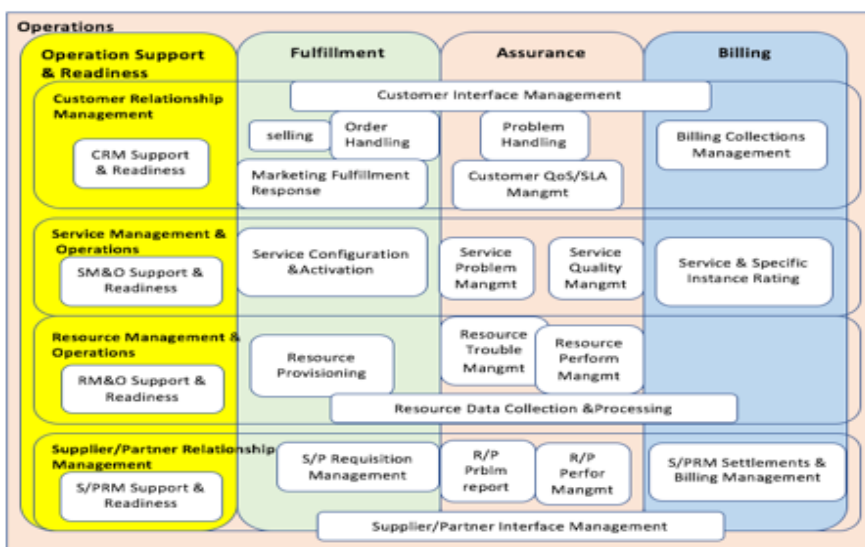 Operations
Operation Support
& Readiness
Fulfillment
Assurance
Billing
Customer Relationship
Management
Customer Interface Management
CRM Support
& Readiness
selling
Order
Handling
Problem
Handling
Billing Collections
Management
Marketing Fulfillment
Response
Customer QoS/SLA
Mangmt
Service Management &
Operations
SM&O Support &
Readiness
Service Configuration
&Activation
Service
Problem
Mangmt
Service
Quality
Mangmt
Service & Specific
Instance Rating
Resource Management &
Operations
RM&O Support &
Readiness
Resource
Provisioning
Resource
Trouble
Mangmt
Resource
Perform
Mangmt
Resource Data Collection &Processing
Supplier/Partner Relationship
Management
S/PRM Support &
Readiness
S/P Requisition
Management
R/P
Prblm
report
R/P
Perfor
Mangmt
S/PRM Settlements &
Billing Management
Supplier/Partner Interface Management